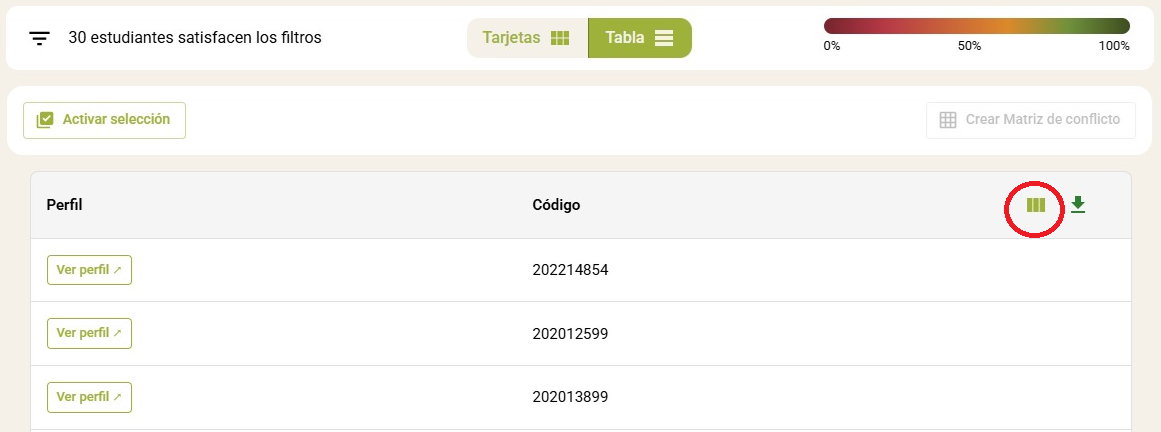 30 estudiantes satisfacen los filtros
Tarjetas
Tabla
0%
50%
100%
Activar selección
Crear Matriz de conflicto
Perfil
Código
Ver perfil ↗
202214854
Ver perfil ↗
202012599
Ver perfil ↗
202013899